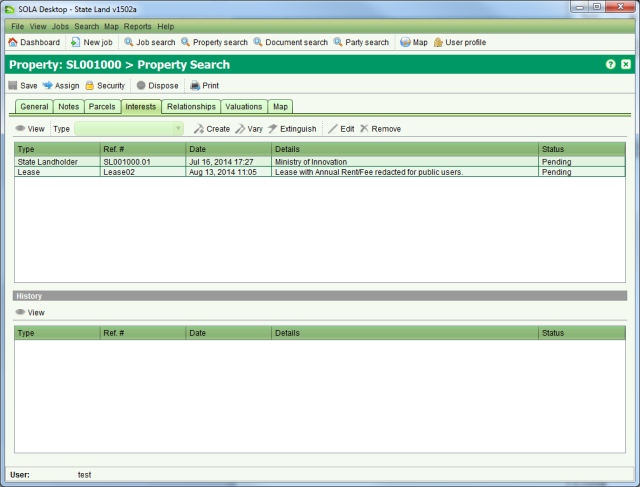 SOLA Desktop - State Land v1502a
File View Jobs Search Map Reports Help
Dashboard New job Job search Property search Document search Party search Map User profile
Property: SL001000 > Property Search
Save Assign Security Dispose Print
General Notes Parcels Interests Relationships Valuations Map
View Type Create Vary Extinguish Edit Remove
Type Ref. # Date Details Status
State Landholder SL001000.01 Jul 16, 2014 17:27 Ministry of Innovation Pending
Lease Lease02 Aug 13, 2014 11:05 Lease with Annual Rent/Fee redacted for public users. Pending
History
View
Type Ref. # Date Details Status
User: test